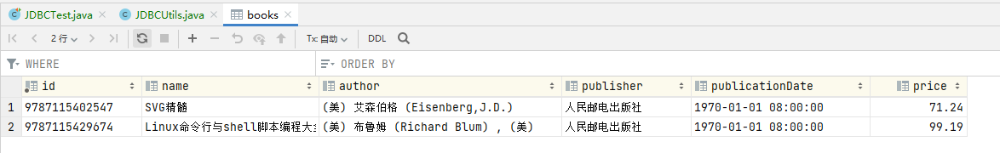 JDBCTest.java JDBCUtils.java books
2 行 Tx: 自动 DDL
WHERE ORDER BY
id name author publisher publicationDate price
1 9787115402547 SVG精髓 (美) 艾森伯格 (Eisenberg,J.D.) 人民邮电出版社 1970-01-01 08:00:00 71.24
2 9787115429674 Linux命令行与shell脚本编程大 (美) 布鲁姆 (Richard Blum) , (美) 人民邮电出版社 1970-01-01 08:00:00 99.19